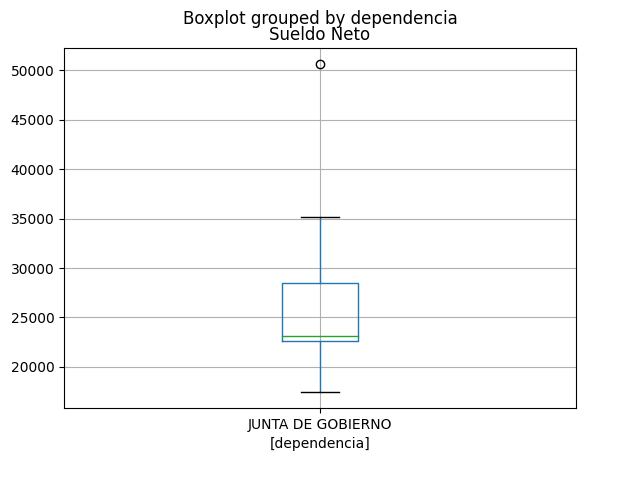 Boxplot grouped by dependencia
Sueldo Neto
50000
45000
40000
35000
30000
25000
20000
JUNTA DE GOBIERNO
[dependencia]